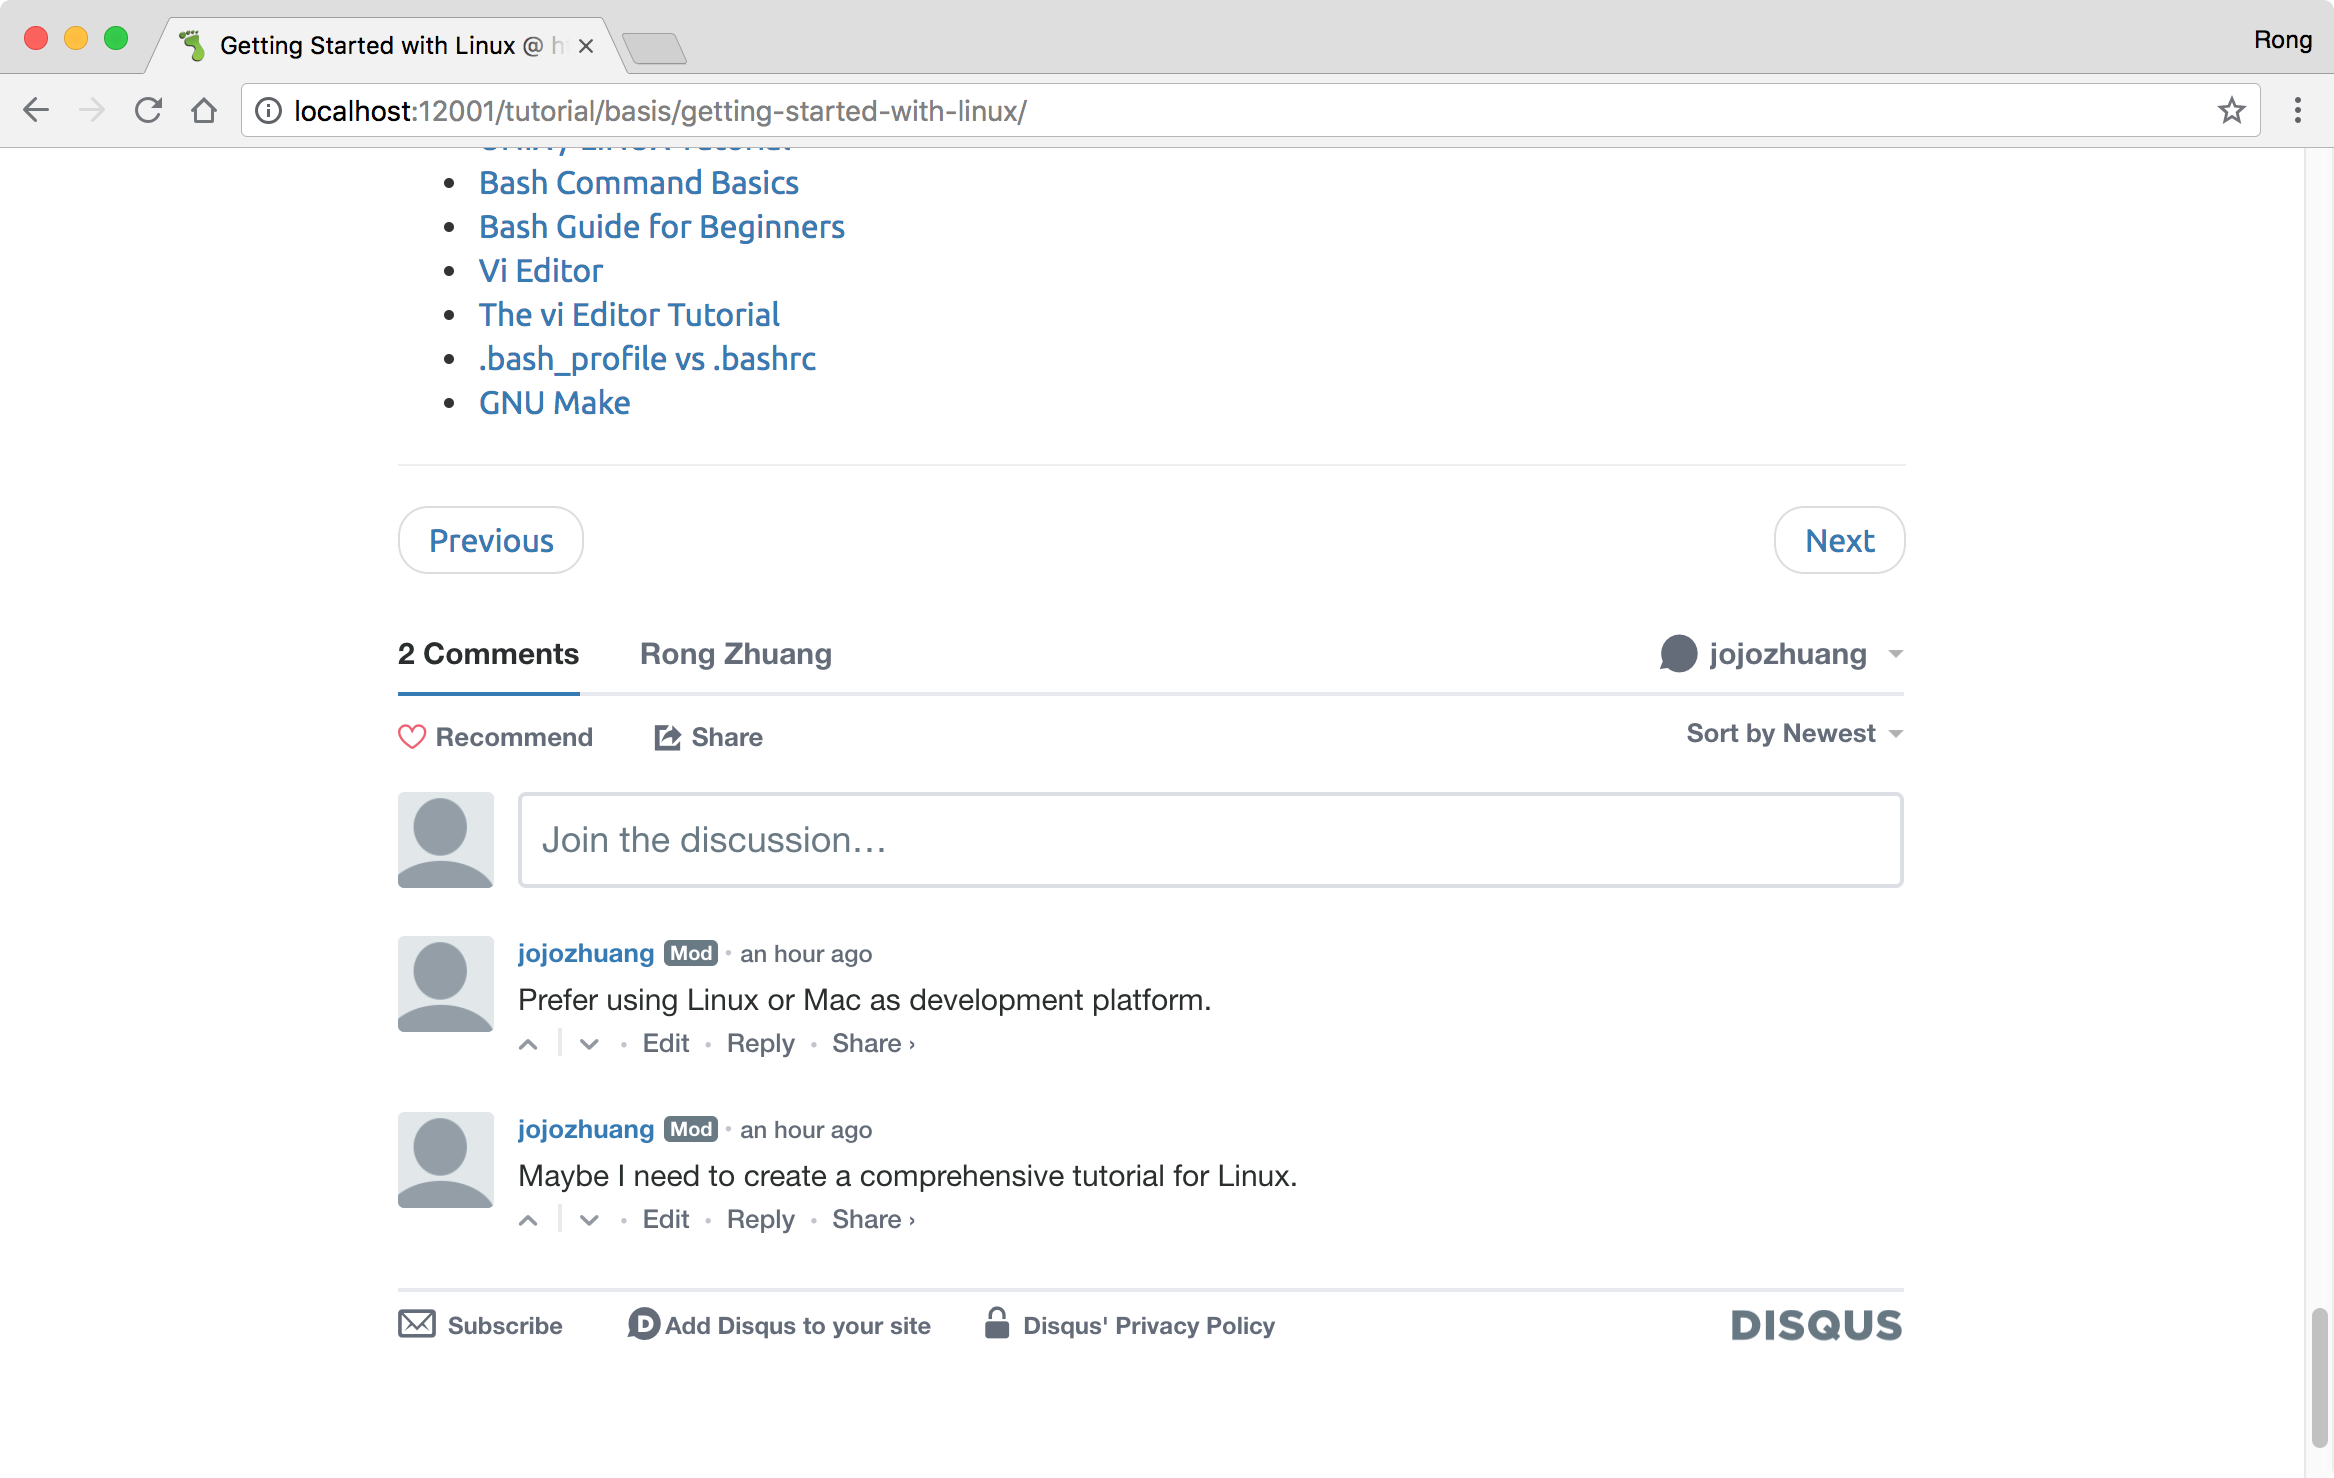 Getting Started with Linux @
Rong
localhost:12001/tutorial/basis/getting-started-with-linux/
Bash Command Basics
Bash Guide for Beginners
Vi Editor
The vi Editor Tutorial
.bash_profile vs .bashrc
GNU Make
Previous
Next
2 Comments
Rong Zhuang
jojozhuang
Recommend
Share
Sort by Newest
Join the discussion…
jojozhuang Mod • an hour ago
Prefer using Linux or Mac as development platform.
• Edit • Reply • Share ›
jojozhuang Mod • an hour ago
Maybe I need to create a comprehensive tutorial for Linux.
• Edit • Reply • Share ›
Subscribe
D Add Disqus to your site
Disqus' Privacy Policy
DISQUS